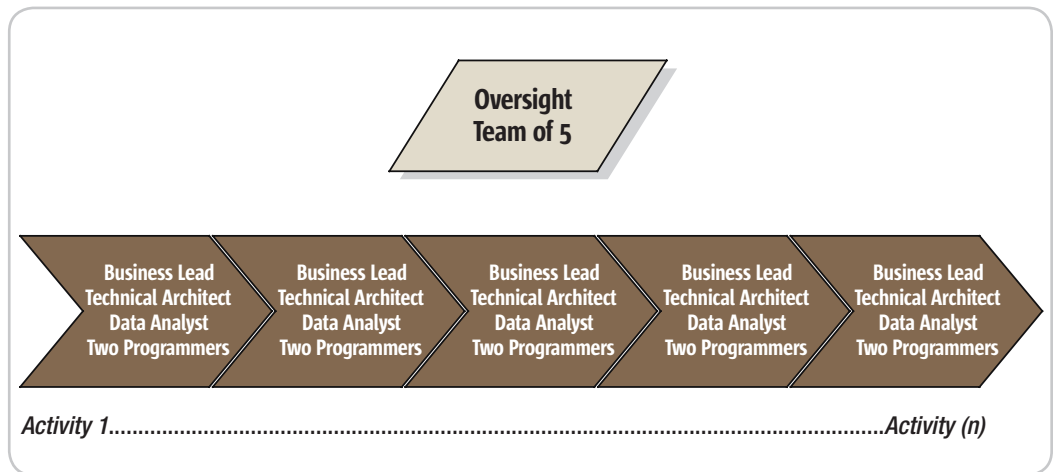 Oversight
Team of 5
Business Lead
Technical Architect
Data Analyst
Two Programmers
Business Lead
Technical Architect
Data Analyst
Two Programmers
Business Lead
Technical Architect
Data Analyst
Two Programmers
Business Lead
Technical Architect
Data Analyst
Two Programmers
Business Lead
Technical Architect
Data Analyst
Two Programmers
Activity 1....................................................................................................................................Activity (n)